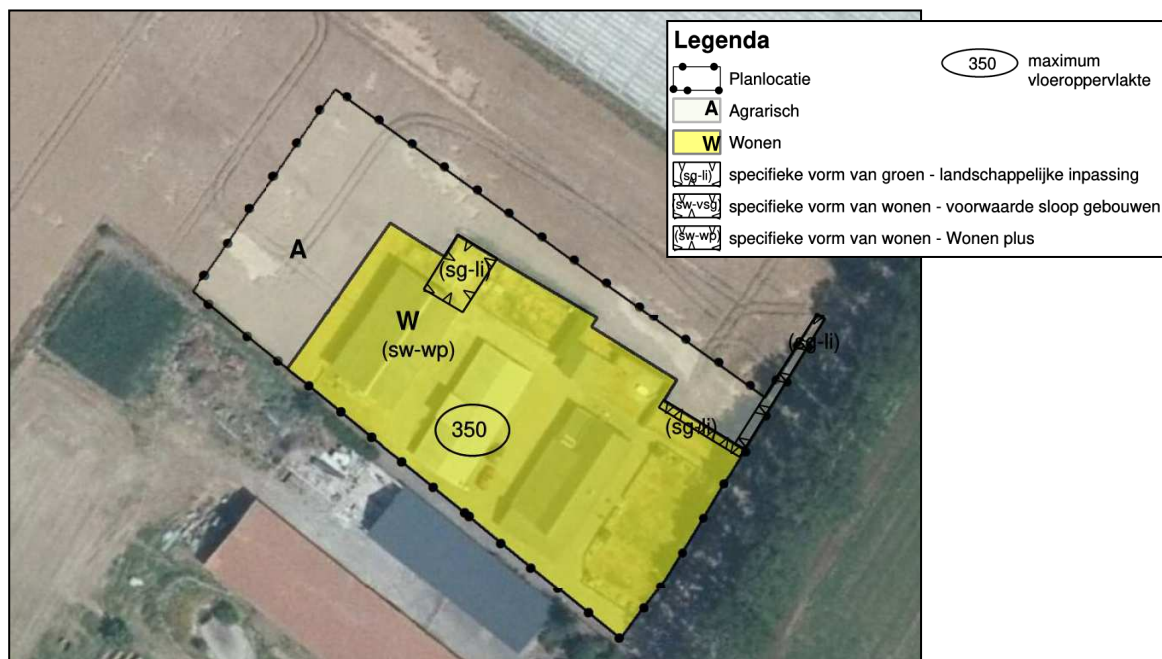 Legenda
Planlocatie
A Agrarisch
W Wonen
(sg-li) specifieke vorm van groen - landschappelijke inpassing
sw-vsg specifieke vorm van wonen - voorwaarde sloop gebouwen
(sw-wp) specifieke vorm van wonen - Wonen plus
350 maximum
vloeroppervlakte
A
(sg-li)
W
(sw-wp)
(sg-li)
(sg-li)
350